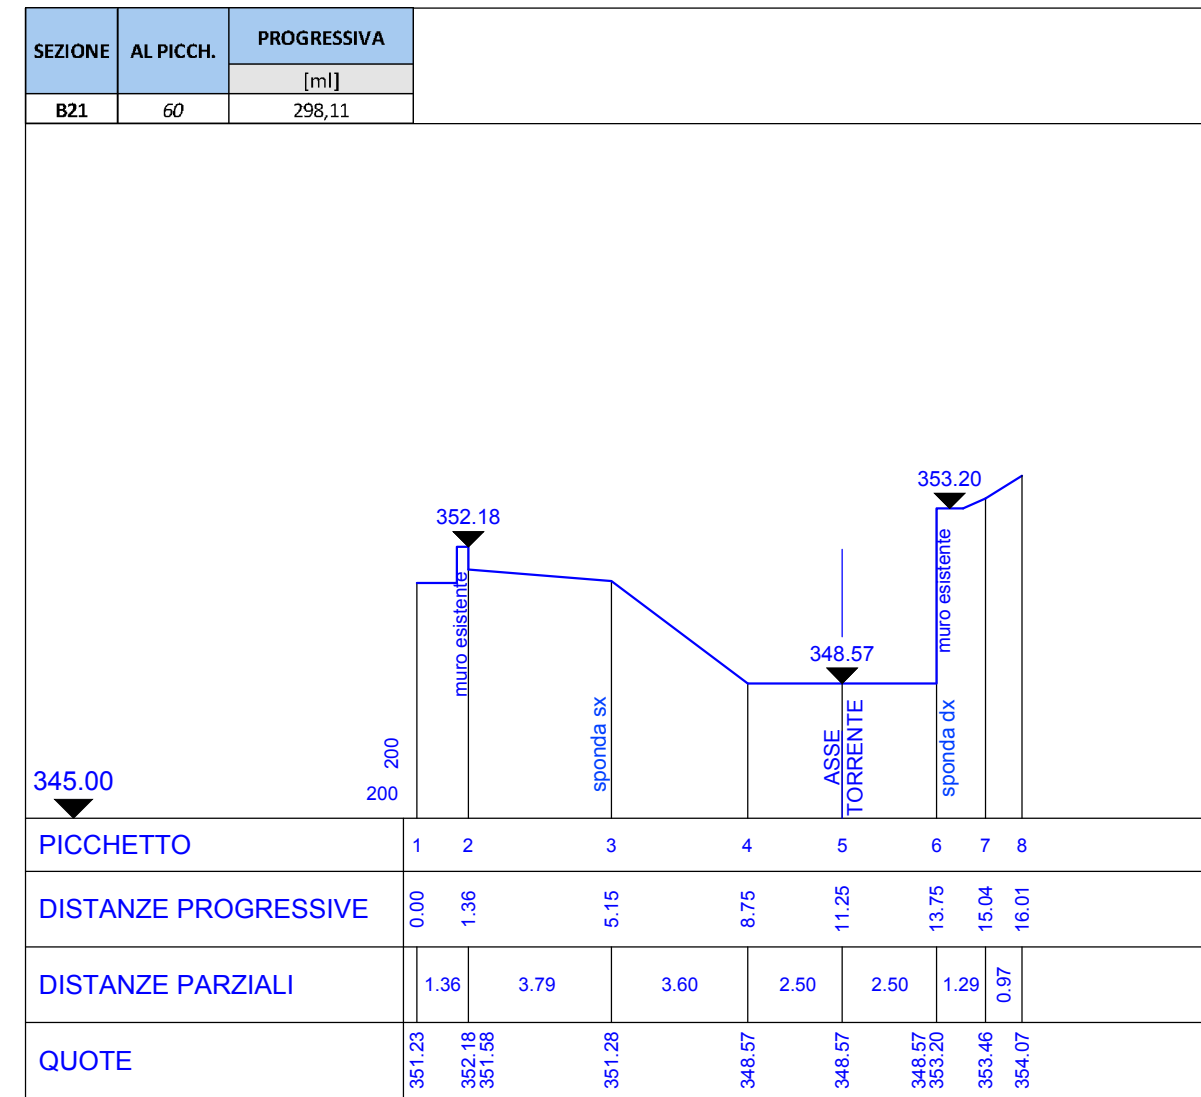 SEZIONE AL PICCH. PROGRESSIVA
[ml]
B21 60 298,11
353.20
352.18
muro esistente
muro esistente
348.57
sponda sx
ASSE
TORRENTE
sponda dx
200
200
345.00
PICCHETTO 1 2 3 4 5 6 7 8
DISTANZE PROGRESSIVE 0.00 1.36 5.15 8.75 11.25 13.75 15.04 16.01
DISTANZE PARZIALI 1.36 3.79 3.60 2.50 2.50 1.29 0.97
QUOTE 351.23 352.18 351.58 351.28 348.57 348.57 348.57 353.20 353.46 354.07